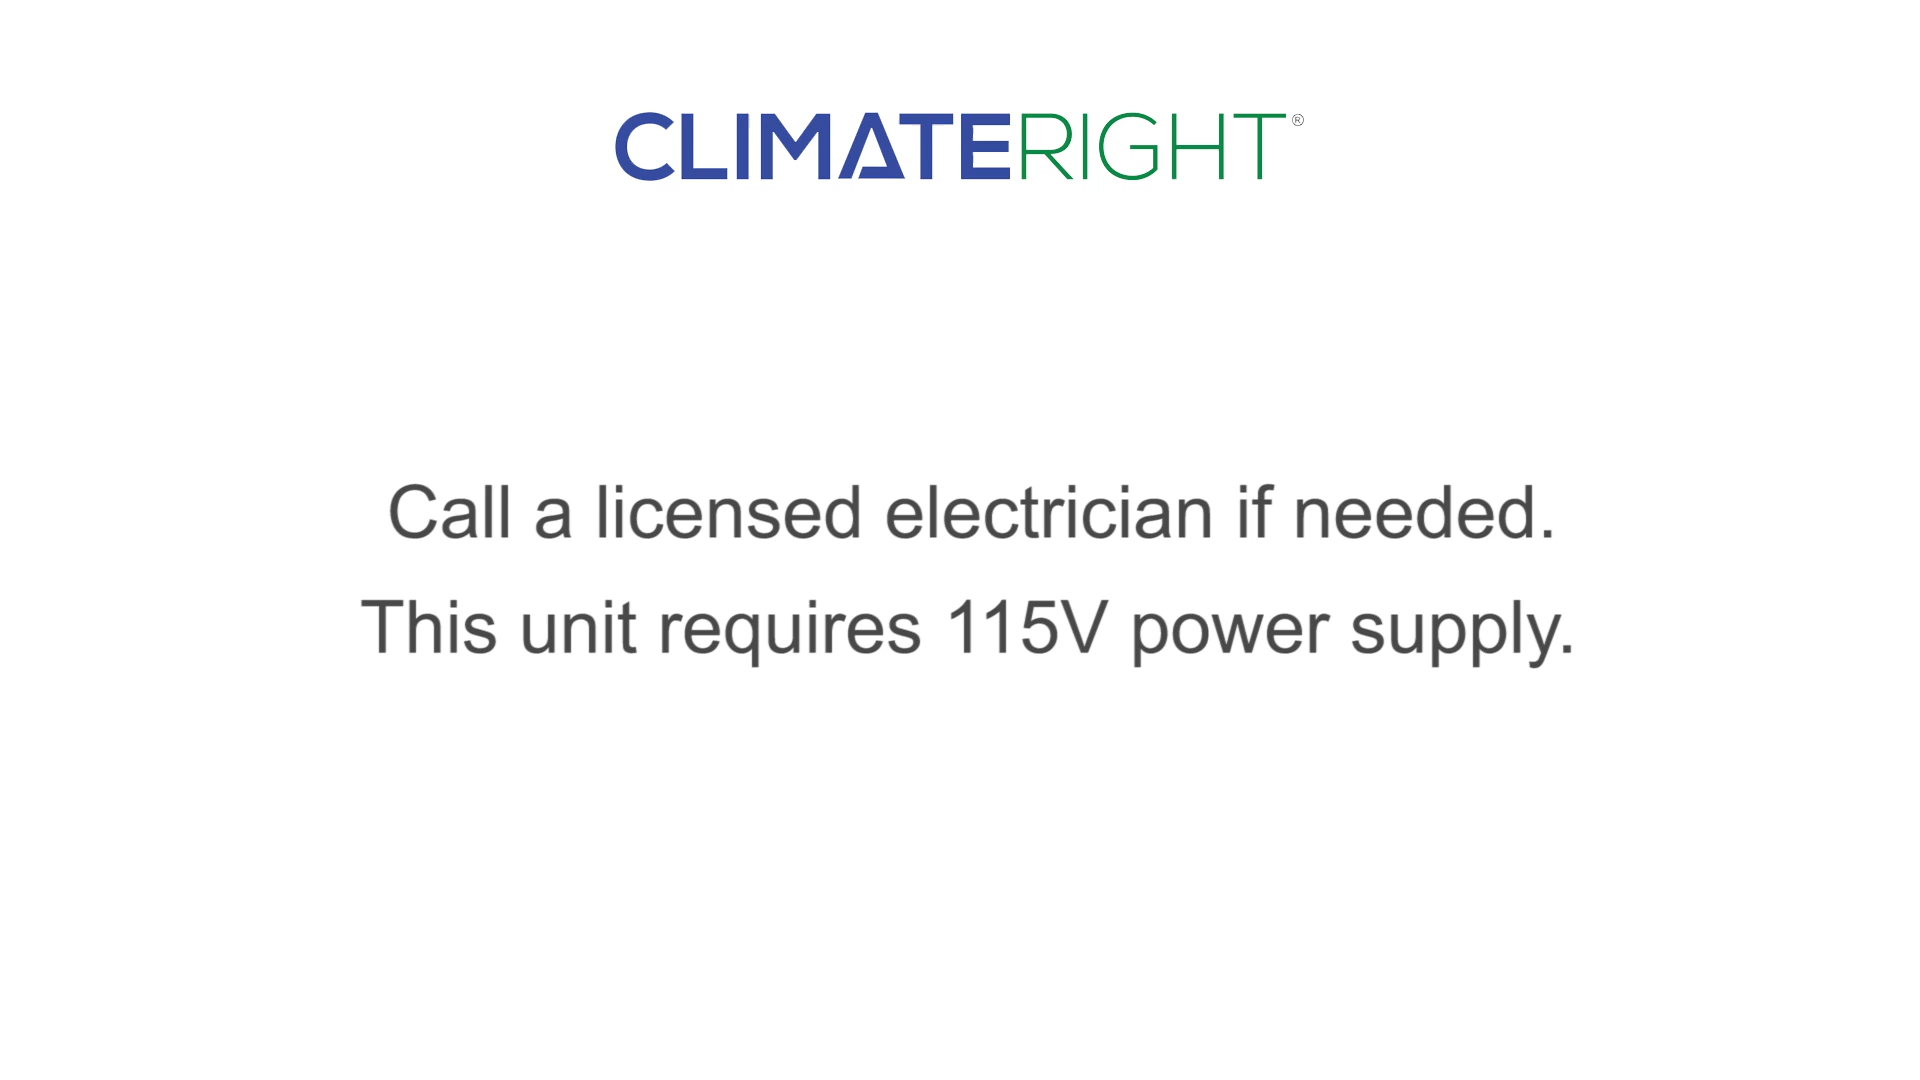 CLIMATERIGHT®
Call a licensed electrician if needed.
This unit requires 115V power supply.